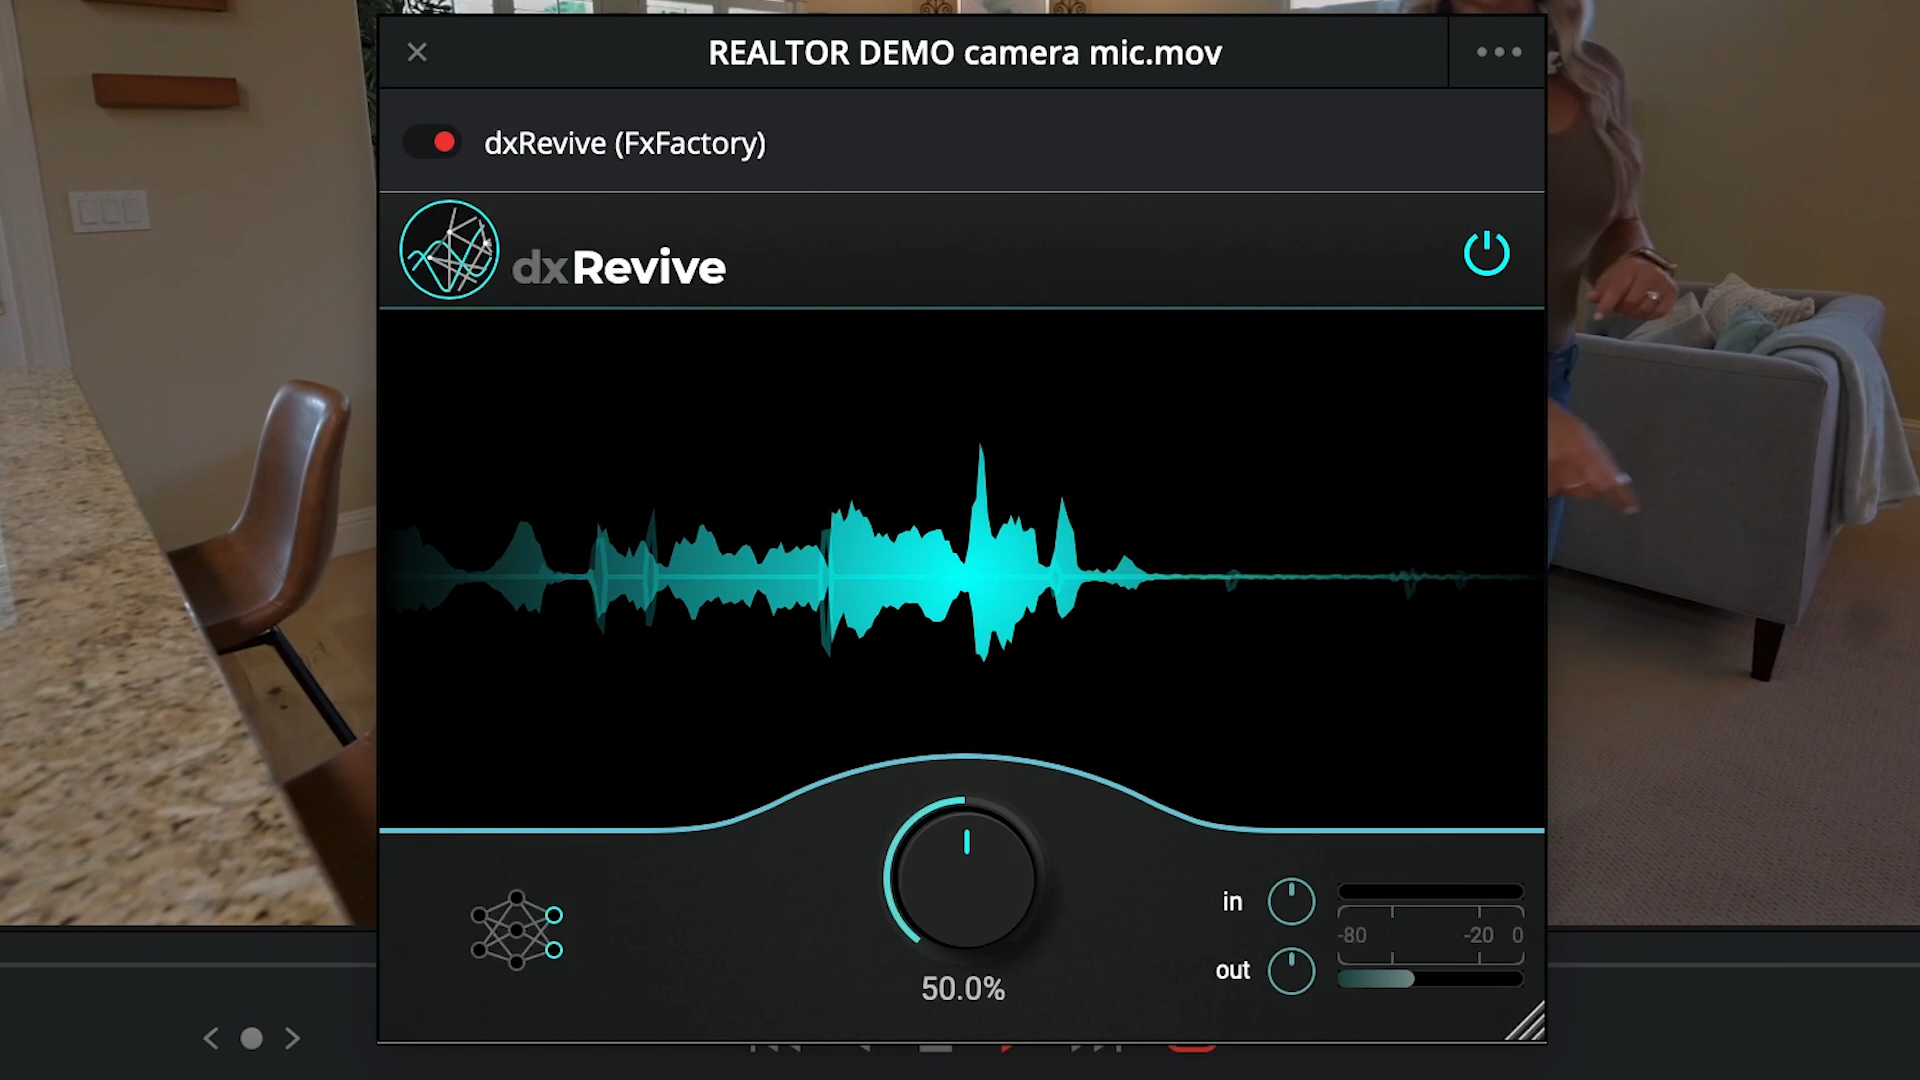 REALTOR DEMO camera mic.mov
dxRevive (FxFactory)
dxRevive
in
-80 -20 0
out
50.0%